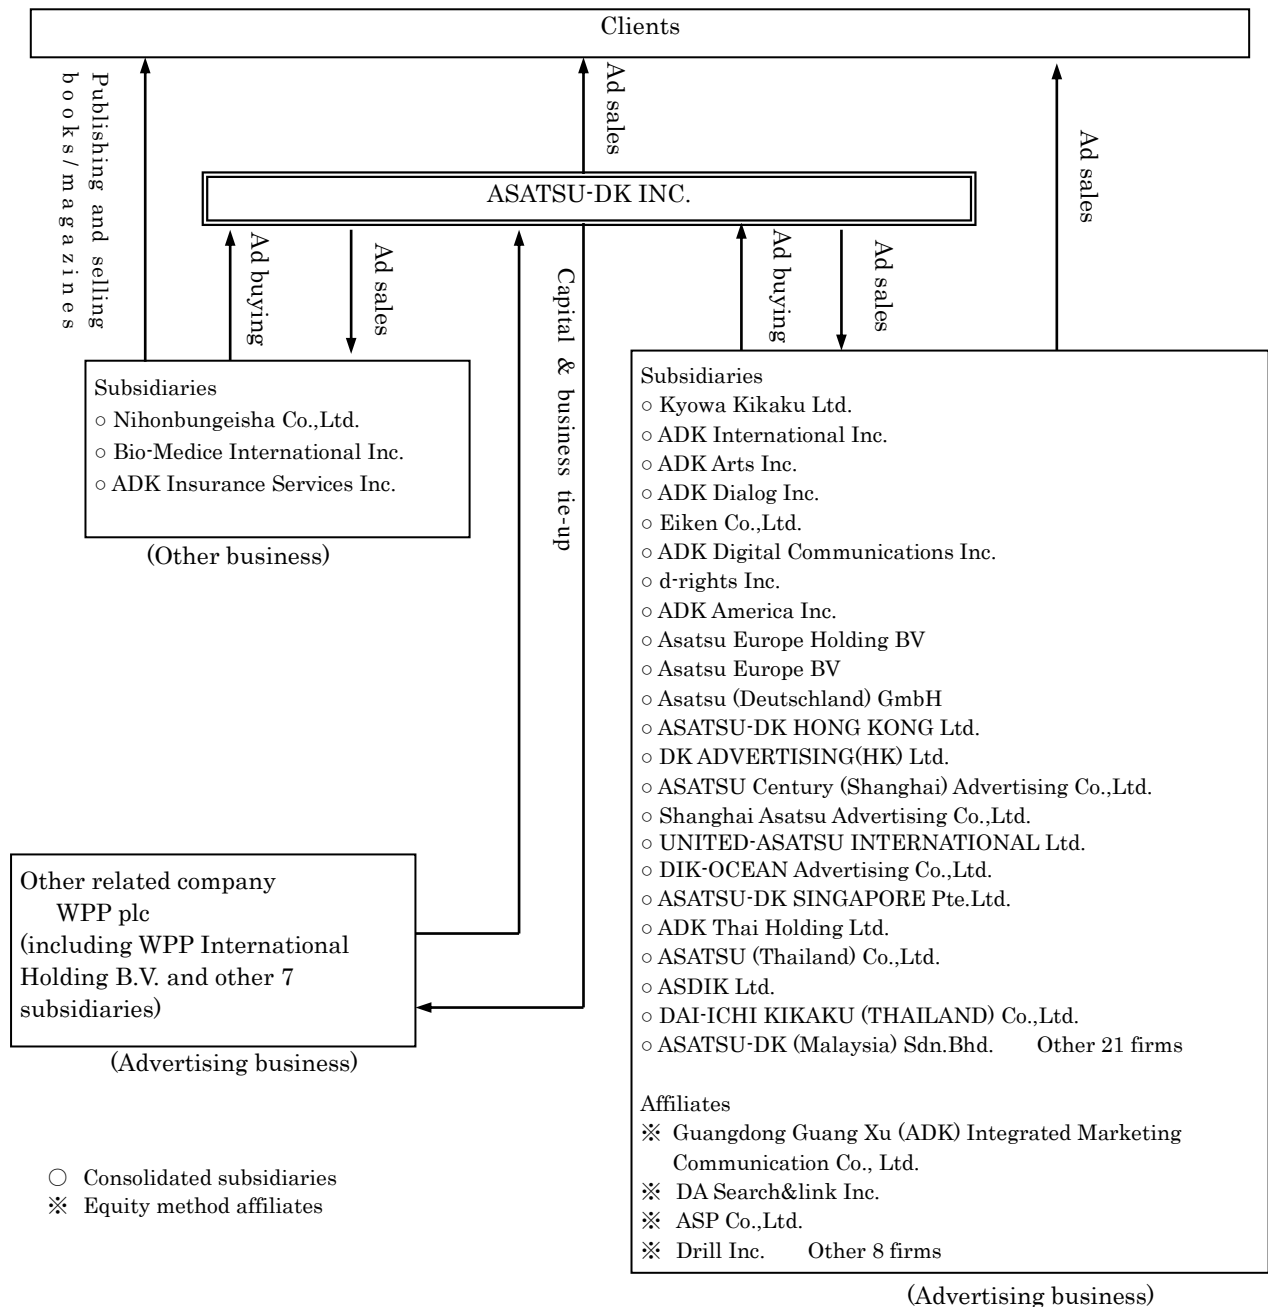 Clients
Publishing and selling
books/magazines
Ad sales
Ad sales
ASATSU-DK INC.
Ad buying
Ad sales
Capital & business tie-up
Ad buying
Ad sales
Subsidiaries
○ Nihonbungeisha Co.,Ltd.
○ Bio-Medice International Inc.
○ ADK Insurance Services Inc.
(Other business)
Other related company
WPP plc
(including WPP International
Holding B.V. and other 7
subsidiaries)
(Advertising business)
○ Consolidated subsidiaries
※ Equity method affiliates
Subsidiaries
○ Kyowa Kikaku Ltd.
○ ADK International Inc.
○ ADK Arts Inc.
○ ADK Dialog Inc.
○ Eiken Co.,Ltd.
○ ADK Digital Communications Inc.
○ d-rights Inc.
○ ADK America Inc.
○ Asatsu Europe Holding BV
○ Asatsu Europe BV
○ Asatsu (Deutschland) GmbH
○ ASATSU-DK HONG KONG Ltd.
○ DK ADVERTISING(HK) Ltd.
○ ASATSU Century (Shanghai) Advertising Co.,Ltd.
○ Shanghai Asatsu Advertising Co.,Ltd.
○ UNITED-ASATSU INTERNATIONAL Ltd.
○ DIK-OCEAN Advertising Co.,Ltd.
○ ASATSU-DK SINGAPORE Pte.Ltd.
○ ADK Thai Holding Ltd.
○ ASATSU (Thailand) Co.,Ltd.
○ ASDIK Ltd.
○ DAI-ICHI KIKAKU (THAILAND) Co.,Ltd.
○ ASATSU-DK (Malaysia) Sdn.Bhd. Other 21 firms
Affiliates
※ Guangdong Guang Xu (ADK) Integrated Marketing
Communication Co., Ltd.
※ DA Search&link Inc.
※ ASP Co.,Ltd.
※ Drill Inc. Other 8 firms
(Advertising business)